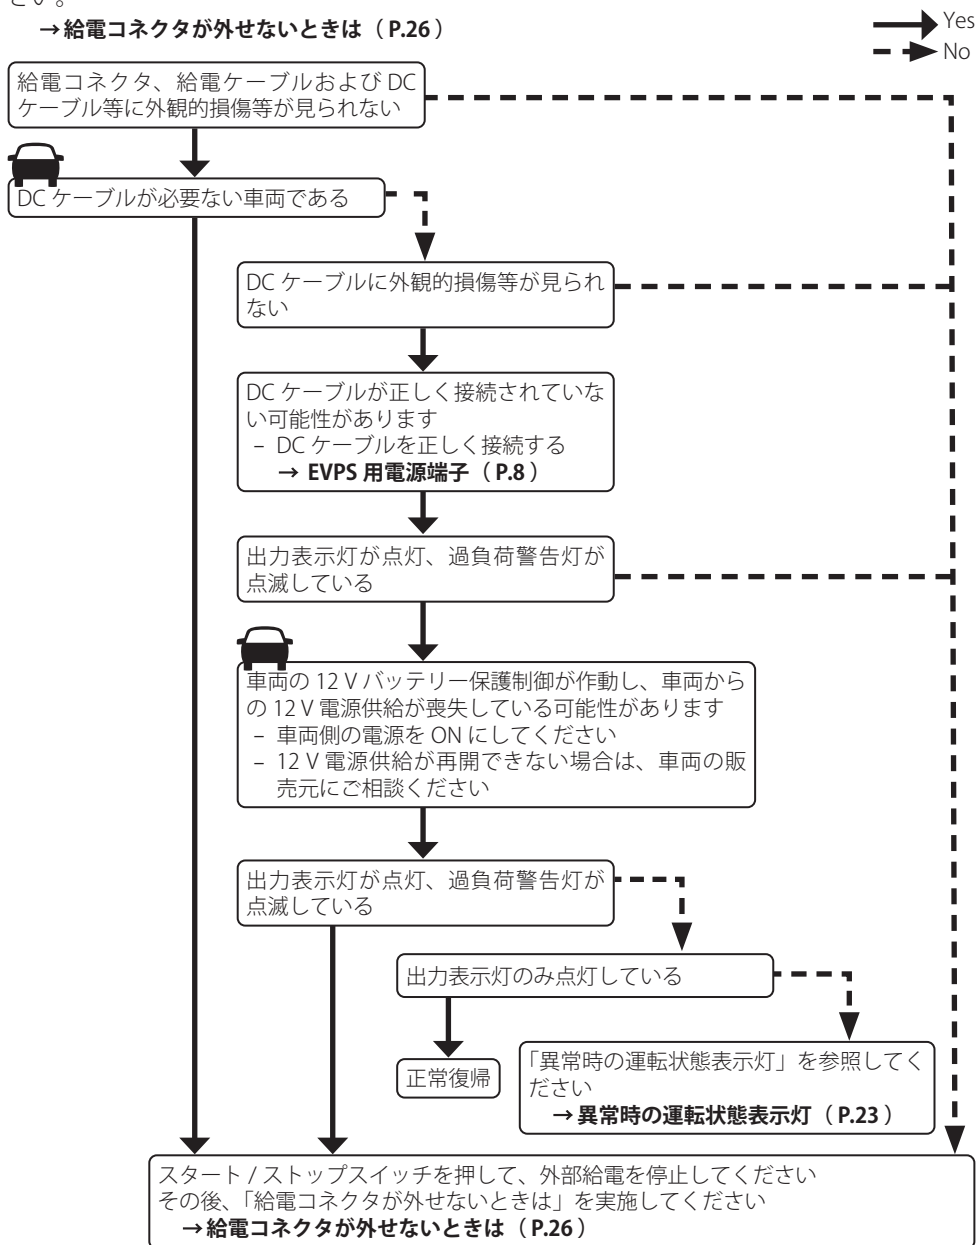 さい。
→ 給電コネクタが外せないときは（ P.26 ）
Yes
No
給電コネクタ、給電ケーブルおよび DC
ケーブル等に外観的損傷等が見られない
DC ケーブルが必要ない車両である
DC ケーブルに外観的損傷等が見られ
ない
DC ケーブルが正しく接続されていな
い可能性があります
– DC ケーブルを正しく接続する
→ EVPS 用電源端子（ P.8 ）
出力表示灯が点灯、過負荷警告灯が
点滅している
車両の 12 V バッテリー保護制御が作動し、車両から
の 12 V 電源供給が喪失している可能性があります
– 車両側の電源を ON にしてください
– 12 V 電源供給が再開できない場合は、車両の販
売元にご相談ください
出力表示灯が点灯、過負荷警告灯が
点滅している
出力表示灯のみ点灯している
正常復帰
「異常時の運転状態表示灯」を参照してく
ださい
→ 異常時の運転状態表示灯（ P.23 ）
スタート / ストップスイッチを押して、外部給電を停止してください
その後、「給電コネクタが外せないときは」を実施してください
→ 給電コネクタが外せないときは（ P.26 ）